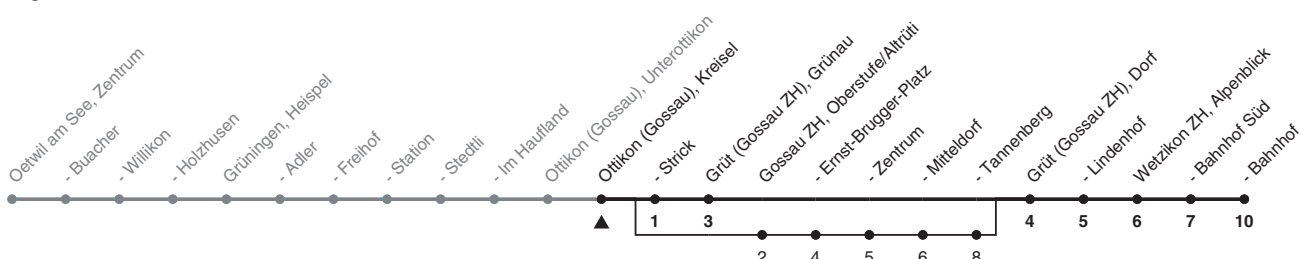 Oetwil am See, Zentrum
- Buacher
- Willikon
- Holzhusen
Grüningen, Heispel
- Adler
- Freihof
- Station
- Stedtli
- Im Haufland
Ottikon (Gossau), Unterottikon
Ottikon (Gossau), Kreisel
- Strick
Grüt (Gossau ZH), Grünau
Gossau ZH, Oberstufe/Altrüti
- Ernst-Brugger-Platz
- Zentrum
- Mitteldorf
- Tannenberg
Grüt (Gossau ZH), Dorf
- Lindenhof
Wetzikon ZH, Alpenblick
- Bahnhof Süd
- Bahnhof
1 3 4 5 6 7 10
2 4 5 6 8